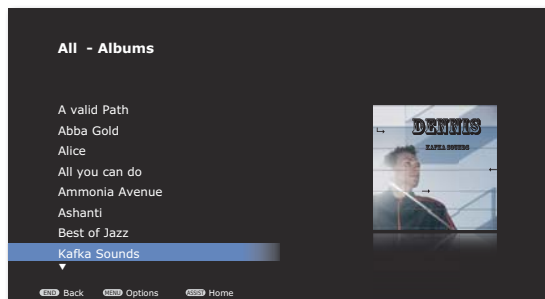 All - Albums
A valid Path
Abba Gold
Alice
All you can do
Ammonia Avenue
Ashanti
Best of Jazz
Kafka Sounds
DENNIS
KAFKA SOUNDS
END Back MENU Options ASSIST Home